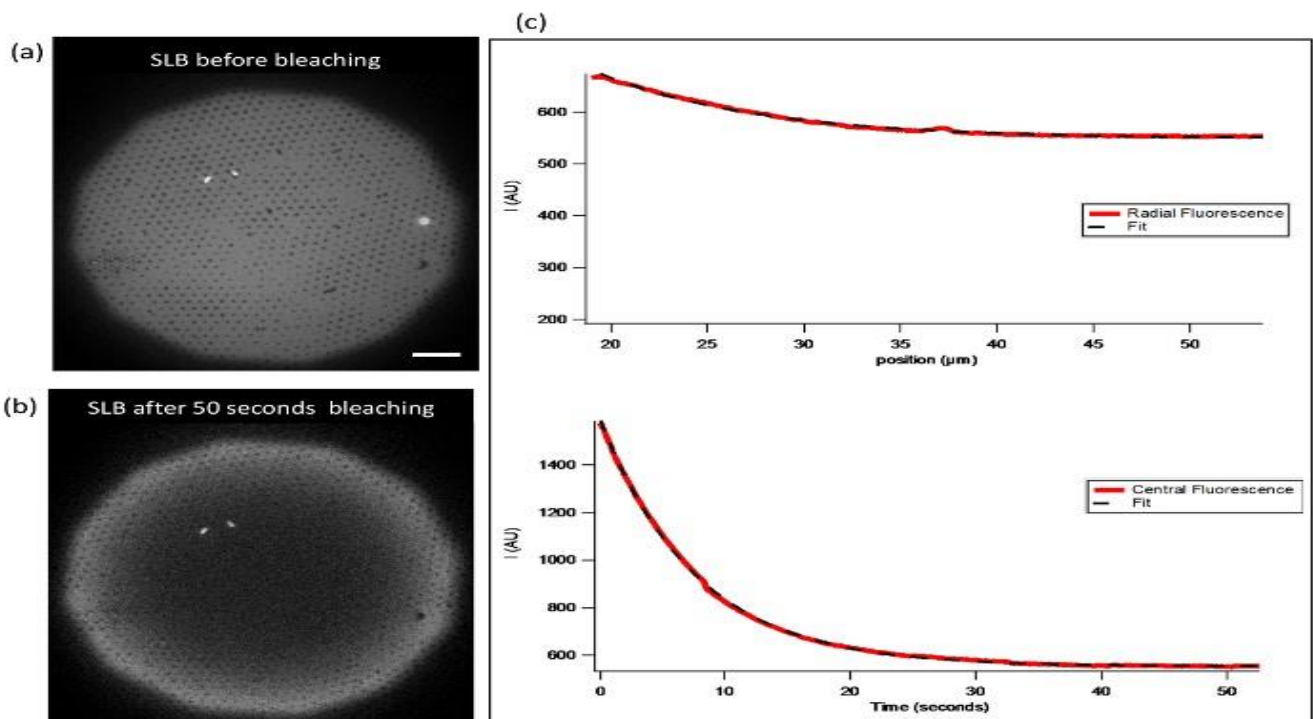 (a)
SLB before bleaching
(b)
SLB after 50 seconds bleaching
(c)
600
500
400
300
200
I (AU)
Radial Fluorescence
Fit
20 25 30 35 40 45 50
position (µm)
1400
1200
1000
800
600
I (AU)
Central Fluorescence
Fit
0 10 20 30 40 50
Time (seconds)